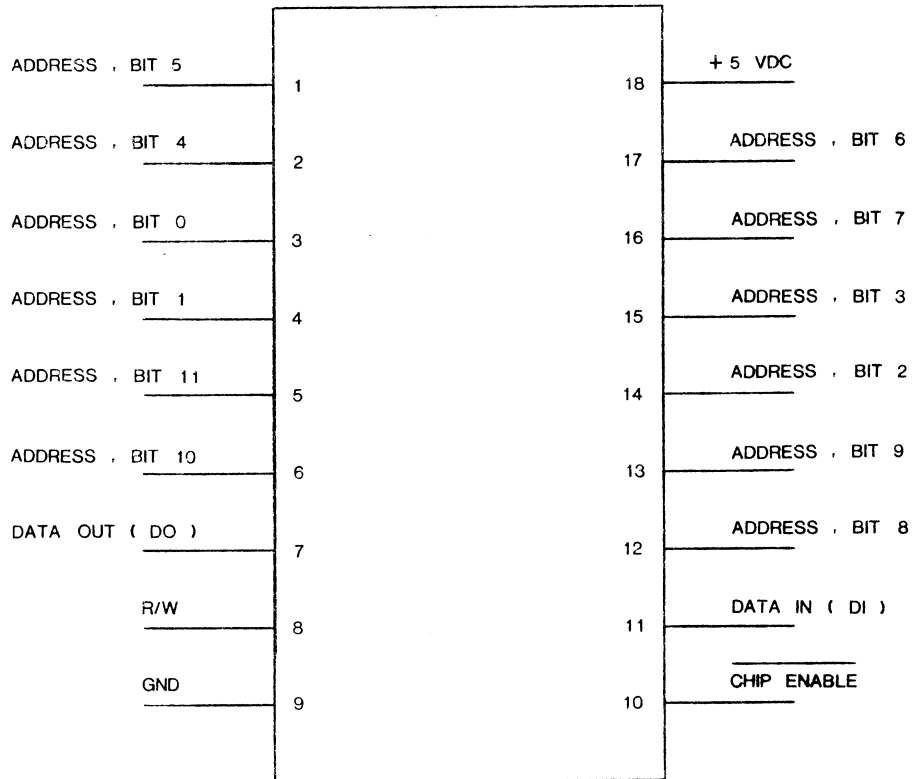 ADDRESS , BIT 5
1
ADDRESS , BIT 4
2
ADDRESS , BIT 0
3
ADDRESS , BIT 1
4
ADDRESS , BIT 11
5
ADDRESS , BIT 10
6
DATA OUT ( DO )
7
R/W
8
GND
9
+ 5 VDC
18
ADDRESS , BIT 6
17
ADDRESS , BIT 7
16
ADDRESS , BIT 3
15
ADDRESS , BIT 2
14
ADDRESS , BIT 9
13
ADDRESS , BIT 8
12
DATA IN ( DI )
11
CHIP ENABLE
10